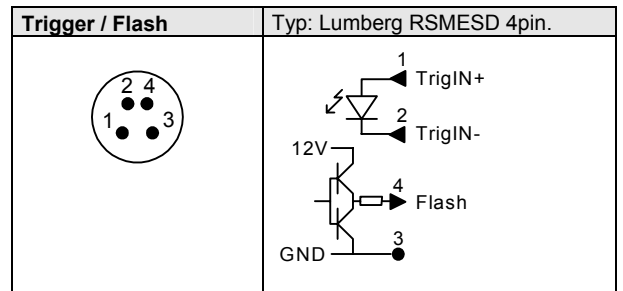 Trigger / Flash
Typ: Lumberg RSMESD 4pin.
2 4
1 3
1
TrigIN+
2
TrigIN-
12V
4
Flash
3
GND